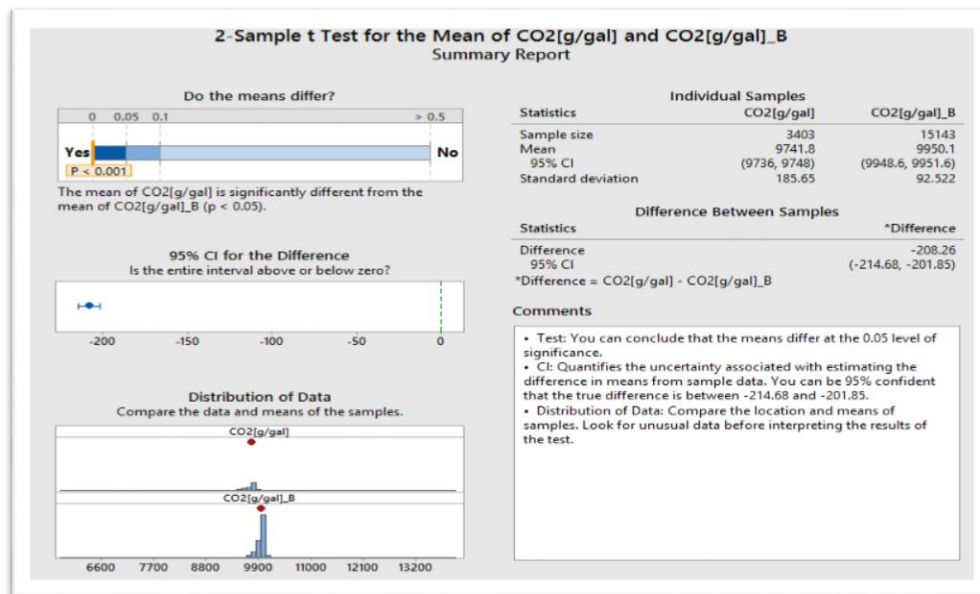 2-Sample t Test for the Mean of CO2[g/gal] and CO2[g/gal]_B
Summary Report
Do the means differ?
0 0.05 0.1 > 0.5
Yes No
P < 0.001
The mean of CO2[g/gal] is significantly different from the
mean of CO2[g/gal]_B (p < 0.05).
95% CI for the Difference
Is the entire interval above or below zero?
-200 -150 -100 -50 0
Distribution of Data
Compare the data and means of the samples.
CO2[g/gal]
CO2[g/gal]_B
6600 7700 8800 9900 11000 12100 13200
Individual Samples
Statistics CO2[g/gal] CO2[g/gal]_B
Sample size 3403 15143
Mean 9741.8 9950.1
95% CI (9736, 9748) (9948.6, 9951.6)
Standard deviation 185.65 92.522
Difference Between Samples
Statistics *Difference
Difference -208.26
95% CI (-214.68, -201.85)
*Difference = CO2[g/gal] - CO2[g/gal]_B
Comments
• Test: You can conclude that the means differ at the 0.05 level of
significance.
• CI: Quantifies the uncertainty associated with estimating the
difference in means from sample data. You can be 95% confident
that the true difference is between -214.68 and -201.85.
• Distribution of Data: Compare the location and means of
samples. Look for unusual data before interpreting the results of
the test.